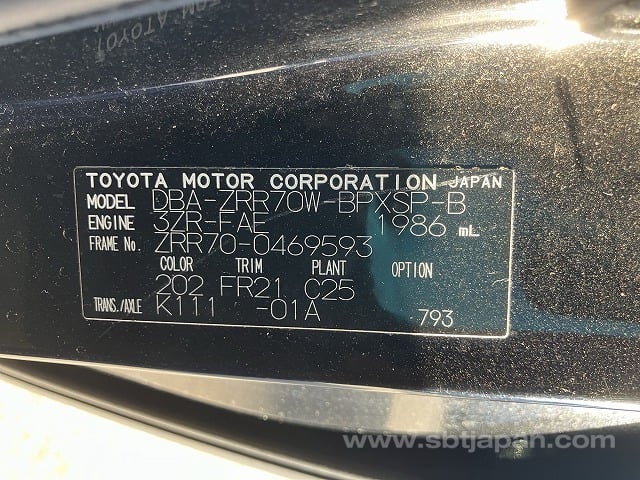 TOYOTA MOTOR CORPORATION JAPAN
MODEL DBA-ZRR70W-BPXSP-B
ENGINE 3ZR-FAE 1986 mL
FRAME No. ZRR70-0469593
COLOR TRIM PLANT OPTION
202 FR21 C25
TRANS./AXLE K111 -01A 793
www.sbtjapan.com